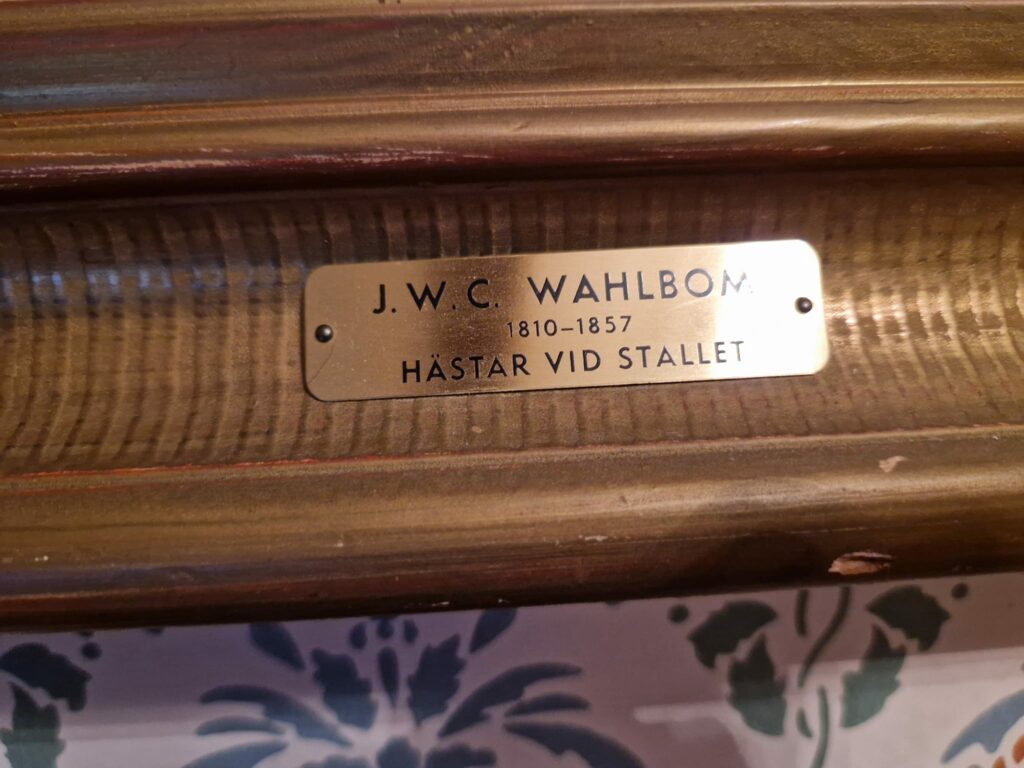 J. W. C. WAHLBOM
1810–1857
HÄSTAR VID STALLET